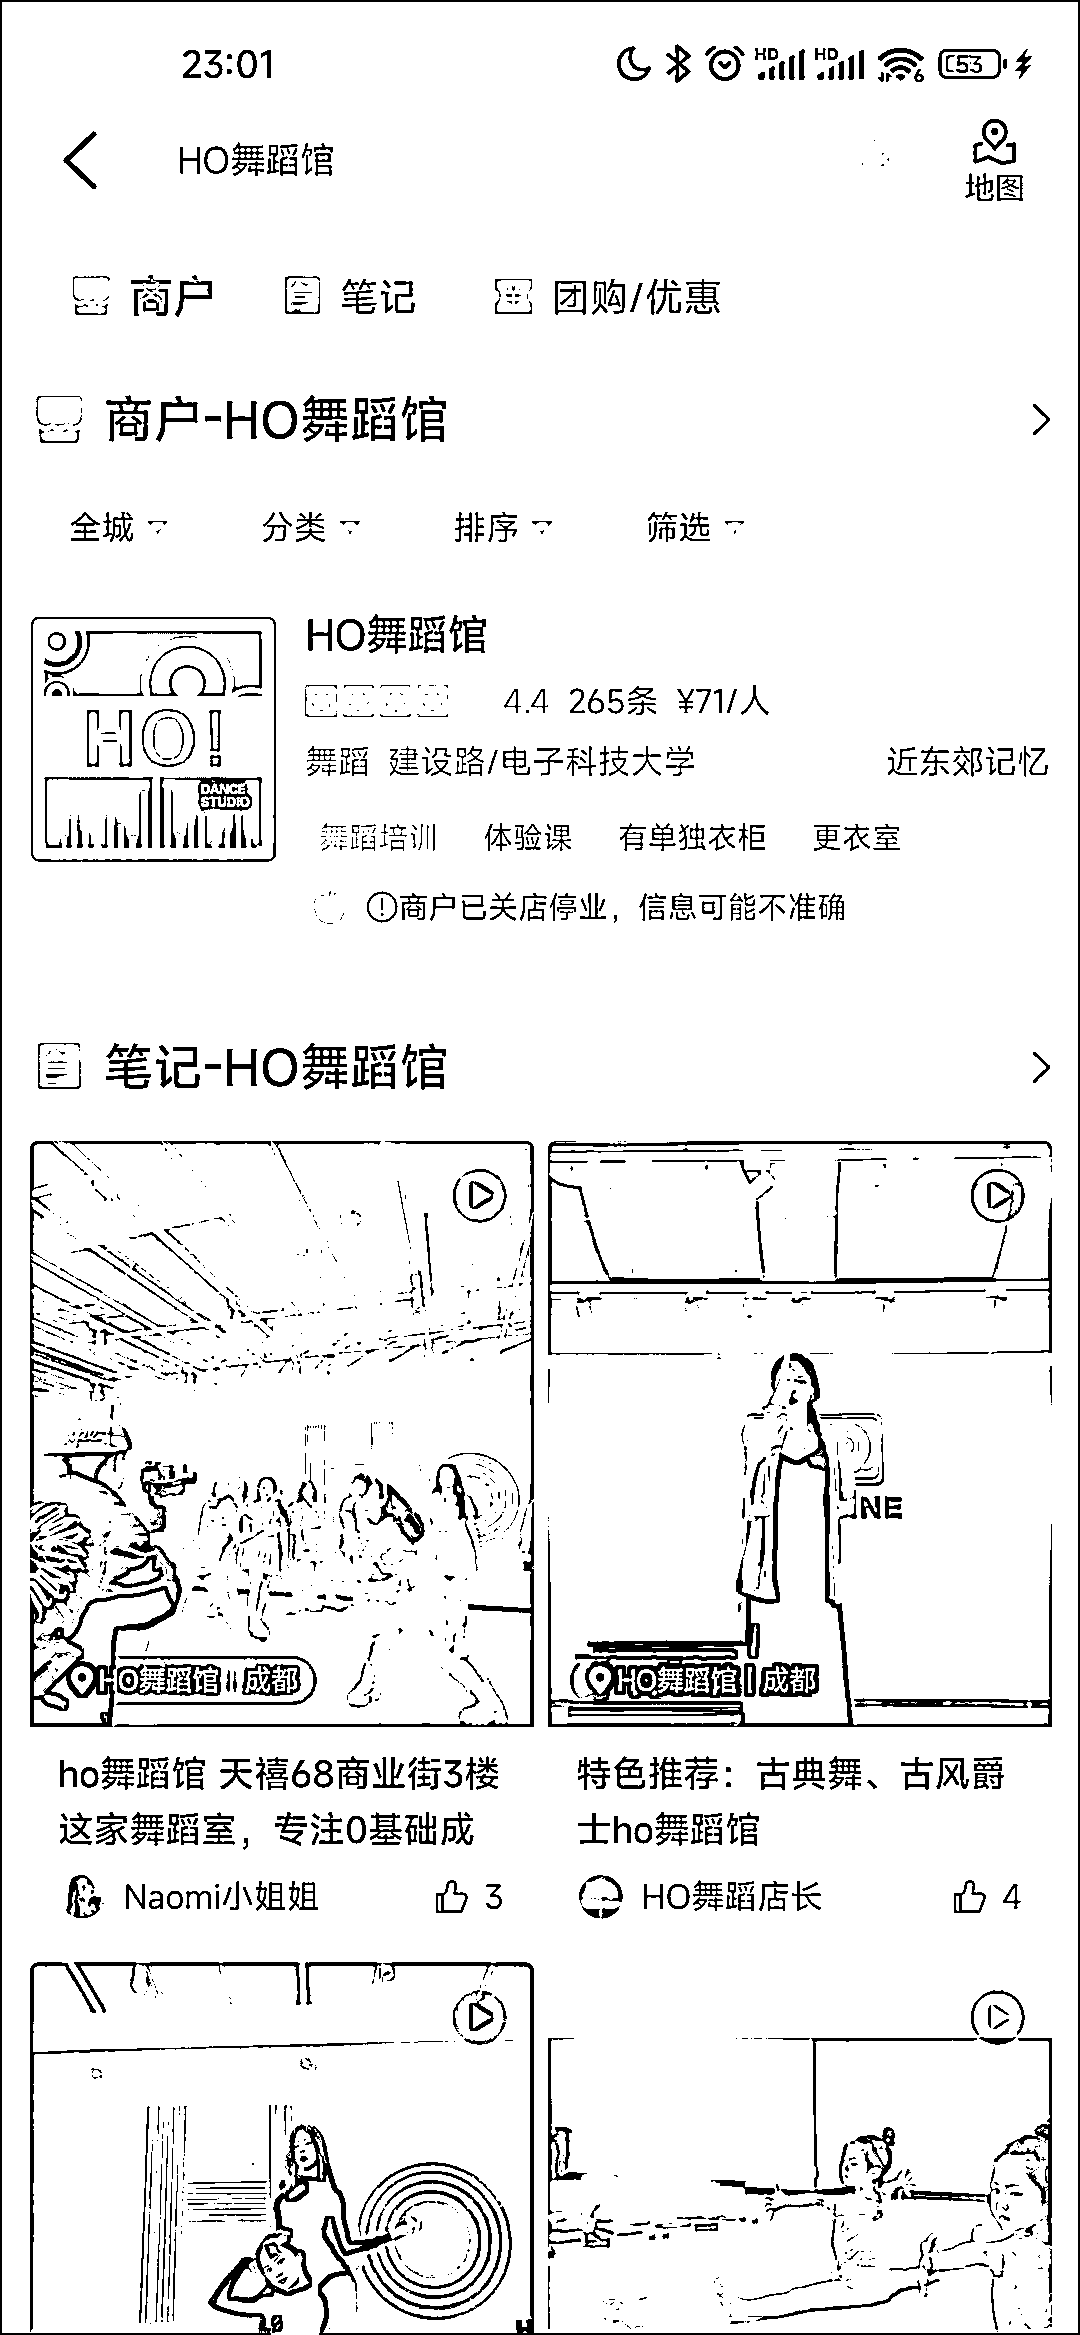 23:01 HD HD 6 53
HO舞蹈馆
地图
商户 笔记 团购/优惠
商户-HO舞蹈馆
全城 分类 排序 筛选
HO!
DANCE
STUDIO
HO舞蹈馆
4.4 265条 ¥71/人
舞蹈 建设路/电子科技大学 近东郊记忆
舞蹈培训 体验课 有单独衣柜 更衣室
!商户已关店停业，信息可能不准确
笔记-HO舞蹈馆
NE
HO舞蹈馆 | 成都
HO舞蹈馆 | 成都
ho舞蹈馆 天禧68商业街3楼
这家舞蹈室，专注0基础成
Naomi小姐姐 3
特色推荐：古典舞、古风爵
士ho舞蹈馆
HO舞蹈店长 4